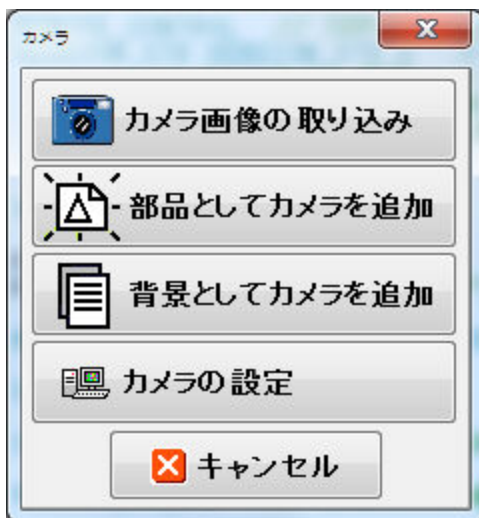 カメラ
カメラ画像の取り込み
部品としてカメラを追加
背景としてカメラを追加
カメラの設定
キャンセル